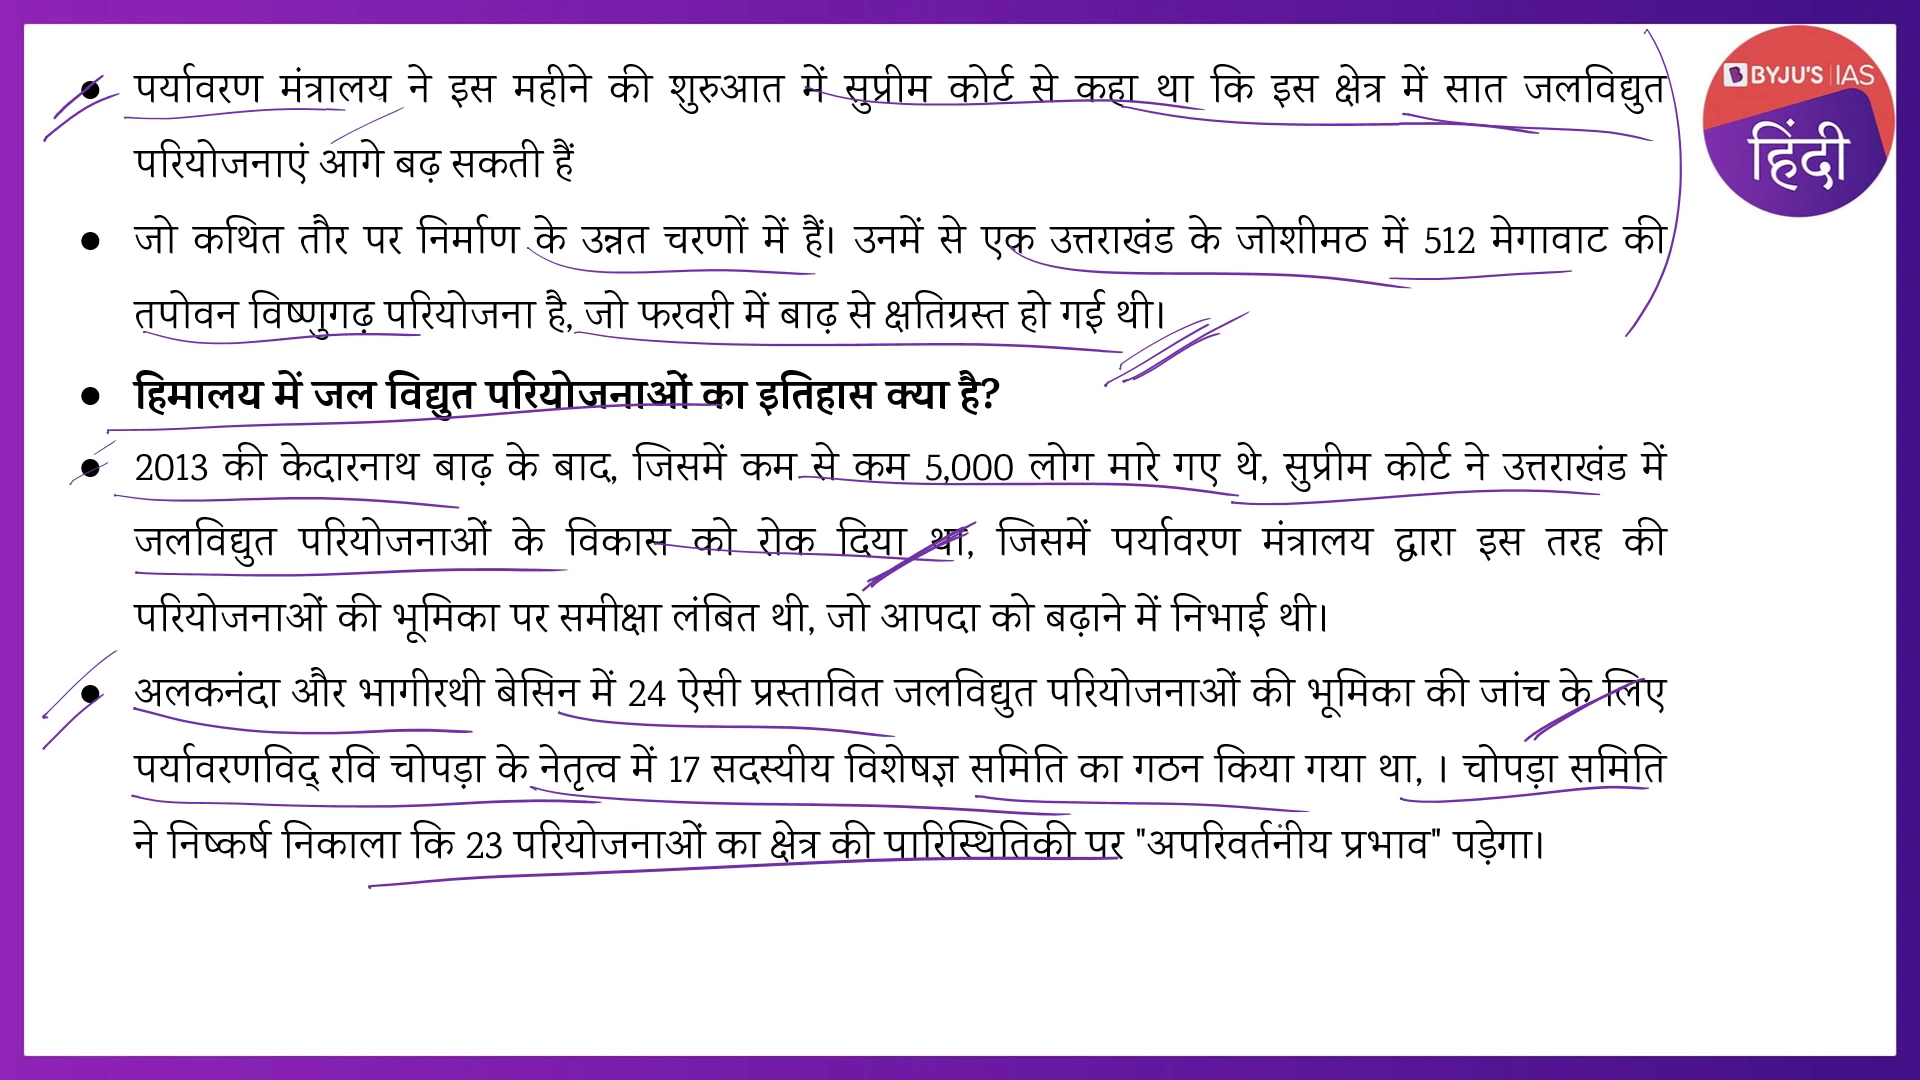 BYJU'S IAS
हिंदी
● पर्यावरण मंत्रालय ने इस महीने की शुरुआत में सुप्रीम कोर्ट से कहा था कि इस क्षेत्र में सात जलविद्युत
परियोजनाएं आगे बढ़ सकती हैं
● जो कथित तौर पर निर्माण के उन्नत चरणों में हैं। उनमें से एक उत्तराखंड के जोशीमठ में 512 मेगावाट की
तपोवन विष्णुगढ़ परियोजना है, जो फरवरी में बाढ़ से क्षतिग्रस्त हो गई थी।
● हिमालय में जल विद्युत परियोजनाओं का इतिहास क्या है?
● 2013 की केदारनाथ बाढ़ के बाद, जिसमें कम से कम 5,000 लोग मारे गए थे, सुप्रीम कोर्ट ने उत्तराखंड में
जलविद्युत परियोजनाओं के विकास को रोक दिया था, जिसमें पर्यावरण मंत्रालय द्वारा इस तरह की
परियोजनाओं की भूमिका पर समीक्षा लंबित थी, जो आपदा को बढ़ाने में निभाई थी।
● अलकनंदा और भागीरथी बेसिन में 24 ऐसी प्रस्तावित जलविद्युत परियोजनाओं की भूमिका की जांच के लिए
पर्यावरणविद् रवि चोपड़ा के नेतृत्व में 17 सदस्यीय विशेषज्ञ समिति का गठन किया गया था, । चोपड़ा समिति
ने निष्कर्ष निकाला कि 23 परियोजनाओं का क्षेत्र की पारिस्थितिकी पर "अपरिवर्तनंीय प्रभाव" पड़ेगा।